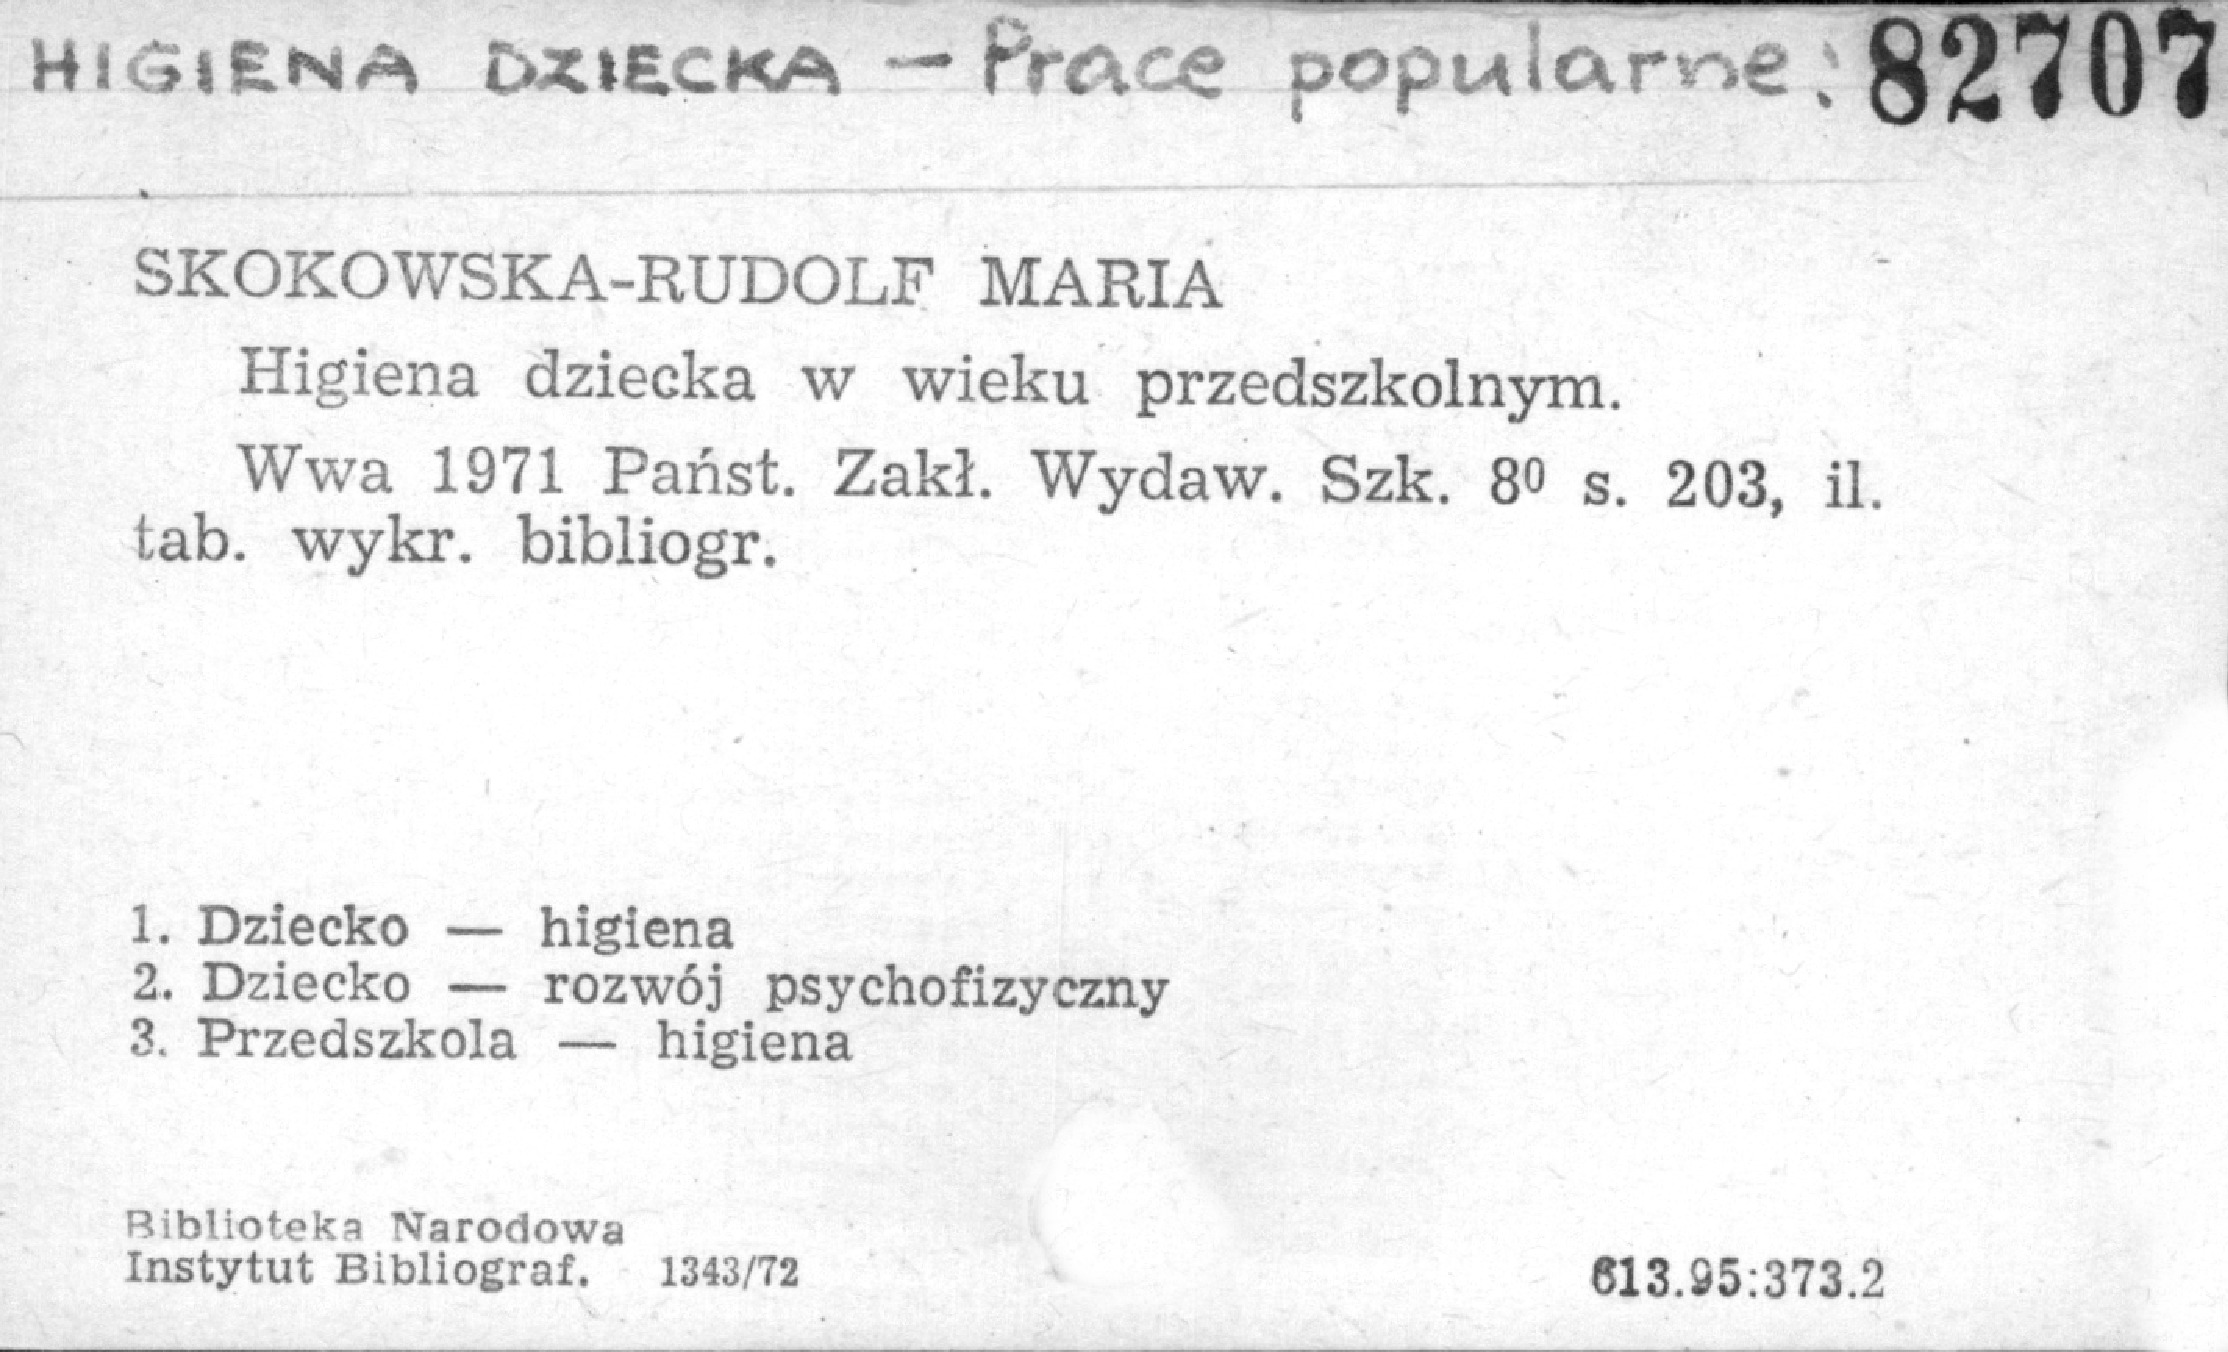 HIGIENA DZIECKA – Prace popularne: 82707
SKOKOWSKA-RUDOLF MARIA
Higiena dziecka w wieku przedszkolnym.
Wwa 1971 Państ. Zakł. Wydaw. Szk. 8⁰ s. 203, il.
tab. wykr. bibliogr.
1. Dziecko — higiena
2. Dziecko — rozwój psychofizyczny
3. Przedszkola — higiena
Biblioteka Narodowa
Instytut Bibliograf. 1343/72 613.95:373.2